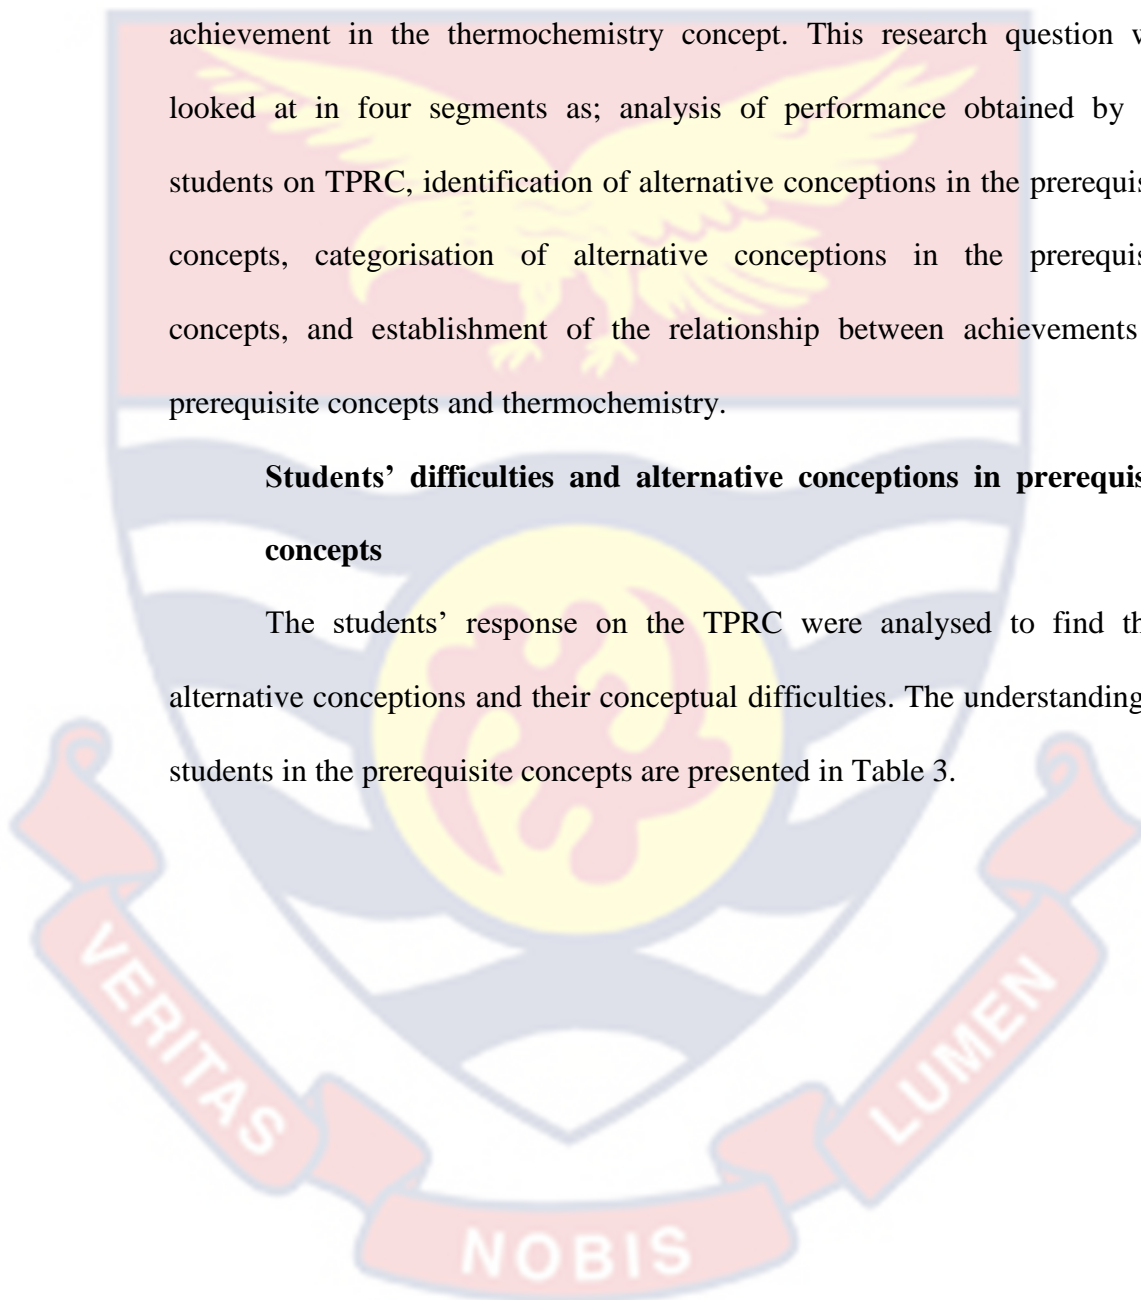 achievement in the thermochemistry concept. This research question w
looked at in four segments as; analysis of performance obtained by
students on TPRC, identification of alternative conceptions in the prerequis
concepts, categorisation of alternative conceptions in the prerequis
concepts, and establishment of the relationship between achievements
prerequisite concepts and thermochemistry.
Students’ difficulties and alternative conceptions in prerequis
concepts
The students’ response on the TPRC were analysed to find th
alternative conceptions and their conceptual difficulties. The understanding
students in the prerequisite concepts are presented in Table 3.
VERITAS
NOBIS
LUMEN